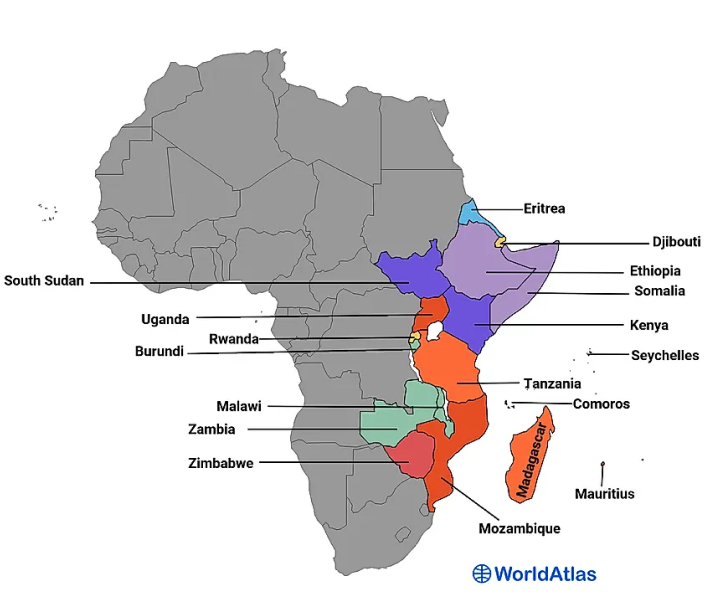 Eritrea
Djibouti
Ethiopia
South Sudan
Somalia
Uganda
Kenya
Rwanda
Burundi
Seychelles
Tanzania
Malawi
Comoros
Zambia
Madagascar
Zimbabwe
Mauritius
Mozambique
WorldAtlas